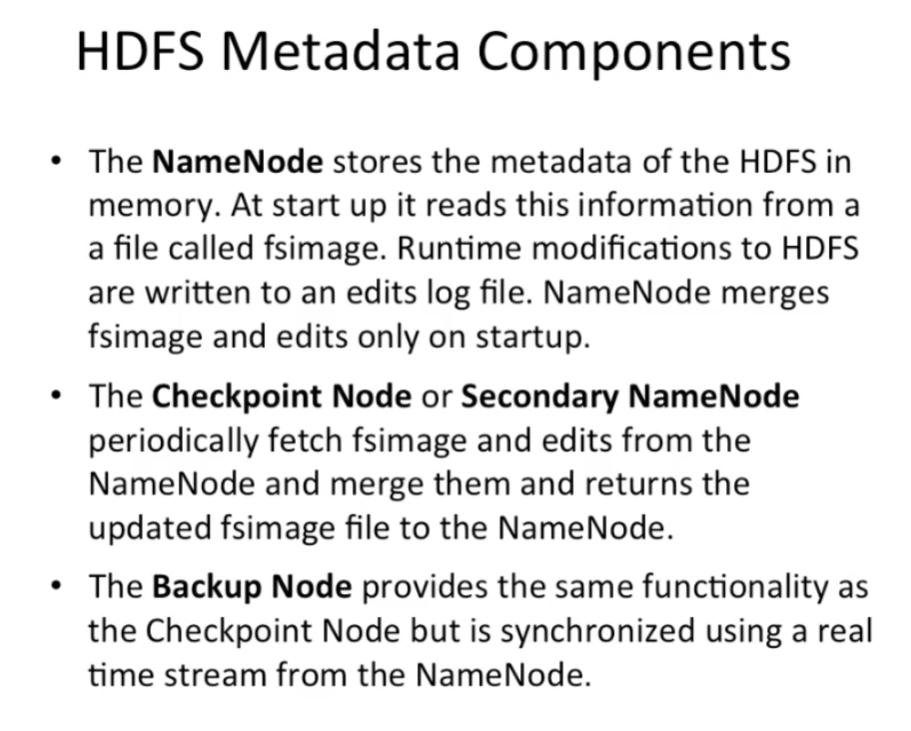 HDFS Metadata Components
• The NameNode stores the metadata of the HDFS in
memory. At start up it reads this information from a
a file called fsimage. Runtime modifications to HDFS
are written to an edits log file. NameNode merges
fsimage and edits only on startup.
• The Checkpoint Node or Secondary NameNode
periodically fetch fsimage and edits from the
NameNode and merge them and returns the
updated fsimage file to the NameNode.
• The Backup Node provides the same functionality as
the Checkpoint Node but is synchronized using a real
time stream from the NameNode.